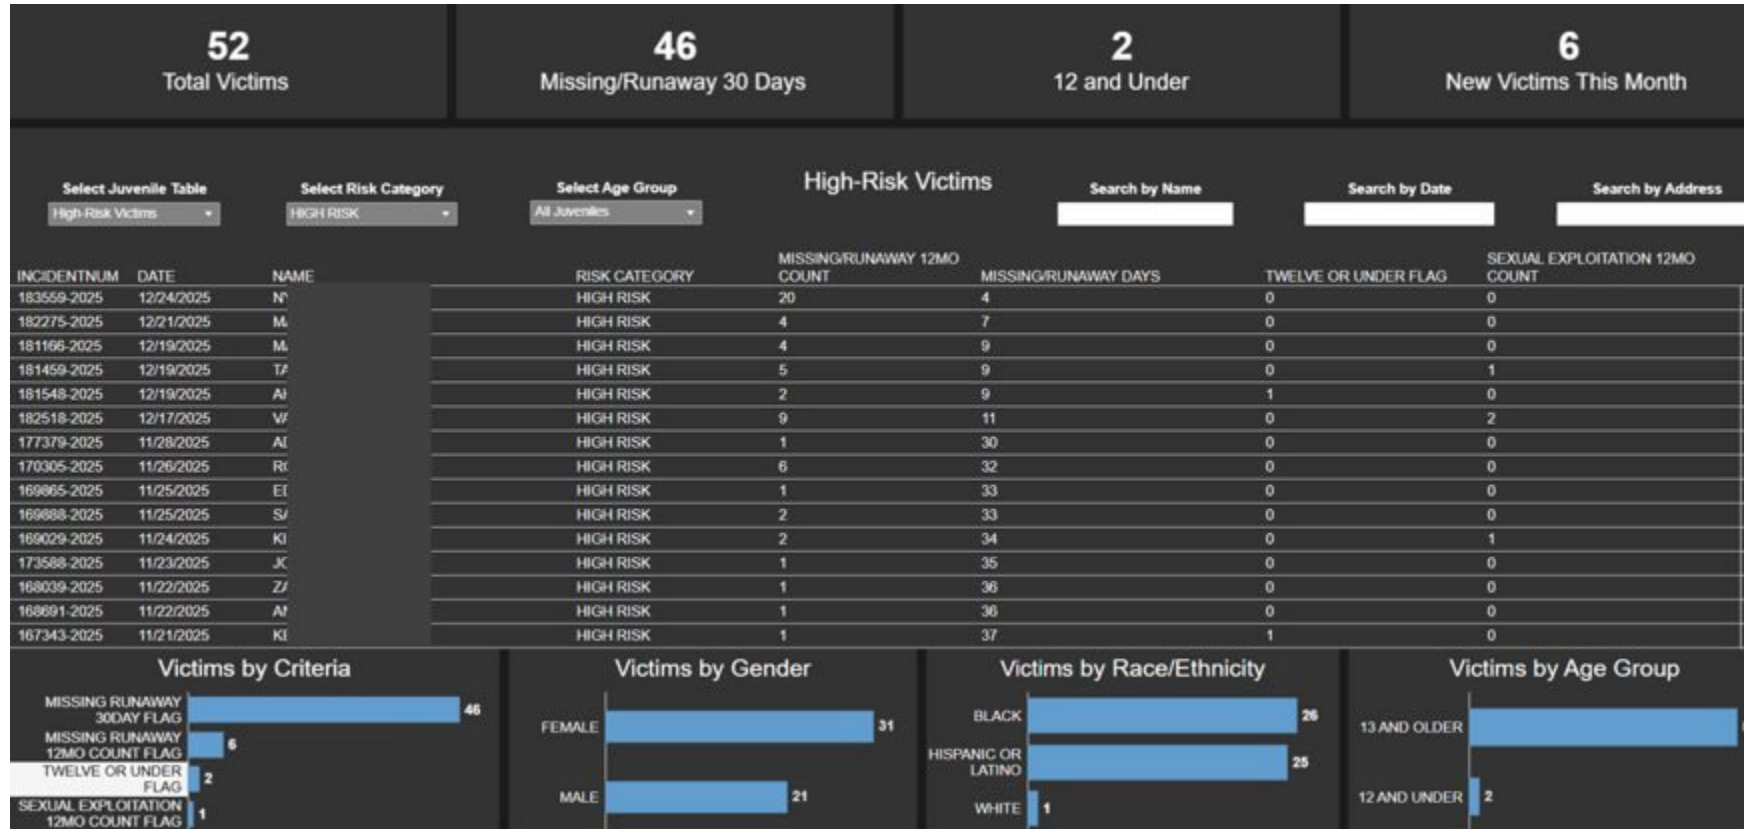 52
Total Victims
46
Missing/Runaway 30 Days
2
12 and Under
6
New Victims This Month
High-Risk Victims
Select Juvenile Table
High-Risk Victims
Select Risk Category
HIGH RISK
Select Age Group
All Juveniles
Search by Name
Search by Date
Search by Address
INCIDENTNUM DATE NAME RISK CATEGORY MISSING/RUNAWAY 12MO COUNT MISSING/RUNAWAY DAYS TWELVE OR UNDER FLAG SEXUAL EXPLOITATION 12MO COUNT
183559-2025 12/24/2025 HIGH RISK 20 4 0 0
182275-2025 12/21/2025 HIGH RISK 4 7 0 0
181166-2025 12/19/2025 HIGH RISK 4 9 0 0
181459-2025 12/19/2025 TA HIGH RISK 5 9 0 1
181548-2025 12/19/2025 HIGH RISK 2 9 1 0
182518-2025 12/17/2025 VA HIGH RISK 9 11 0 2
177379-2025 11/28/2025 HIGH RISK 1 30 0 0
170305-2025 11/26/2025 HIGH RISK 6 32 0 0
169865-2025 11/25/2025 HIGH RISK 1 33 0 0
169888-2025 11/25/2025 SA HIGH RISK 2 33 0 0
169029-2025 11/24/2025 KI HIGH RISK 2 34 0 1
173588-2025 11/23/2025 HIGH RISK 1 35 0 0
168039-2025 11/22/2025 ZA HIGH RISK 1 36 0 0
168691-2025 11/22/2025 HIGH RISK 1 36 0 0
167343-2025 11/21/2025 HIGH RISK 1 37 1 0
Victims by Criteria
MISSING RUNAWAY
30DAY FLAG 46
MISSING RUNAWAY
12MO COUNT FLAG 6
TWELVE OR UNDER
FLAG 2
SEXUAL EXPLOITATION
12MO COUNT FLAG 1
Victims by Gender
FEMALE 31
MALE 21
Victims by Race/Ethnicity
BLACK 26
HISPANIC OR
LATINO 25
WHITE 1
Victims by Age Group
13 AND OLDER
12 AND UNDER 2